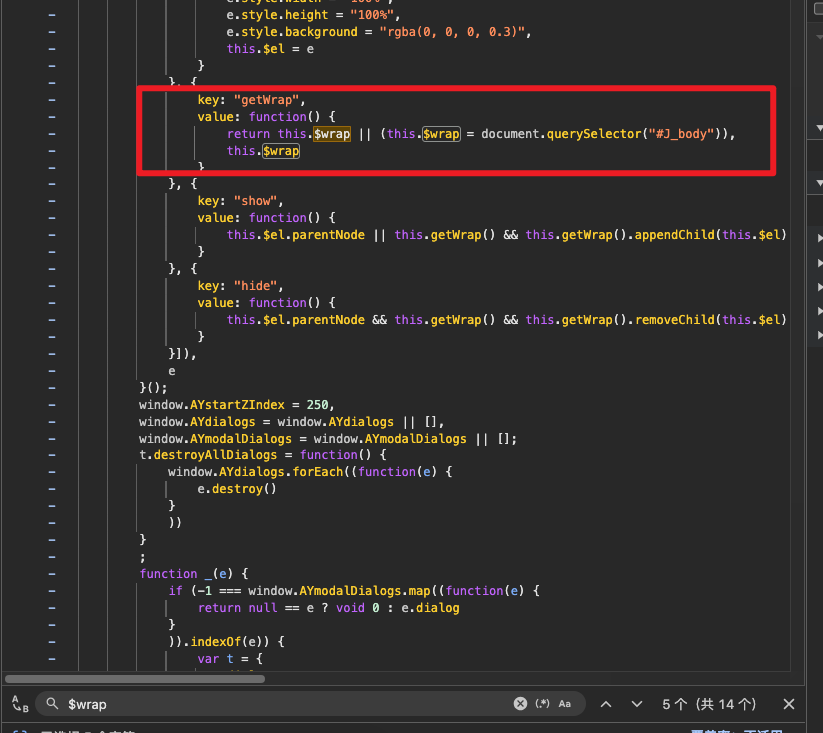 e.style.height = "100%",
e.style.background = "rgba(0, 0, 0, 0.3)",
this.$el = e
}
}, {
key: "getWrap",
value: function() {
return this.$wrap || (this.$wrap = document.querySelector("#J_body")),
this.$wrap
}
}, {
key: "show",
value: function() {
this.$el.parentNode || this.getWrap() && this.getWrap().appendChild(this.$el)
}
}, {
key: "hide",
value: function() {
this.$el.parentNode && this.getWrap() && this.getWrap().removeChild(this.$el)
}
}]),
e
}();
window.AYstartZIndex = 250,
window.AYdialogs = window.AYdialogs || [],
window.AYmodalDialogs = window.AYmodalDialogs || [];
t.destroyAllDialogs = function() {
window.AYdialogs.forEach((function(e) {
e.destroy()
}
))
}
;
function _(e) {
if (-1 === window.AYmodalDialogs.map((function(e) {
return null == e ? void 0 : e.dialog
}
)).indexOf(e)) {
var t = {
A B $wrap (.*) Aa 5 个 (共 14 个)